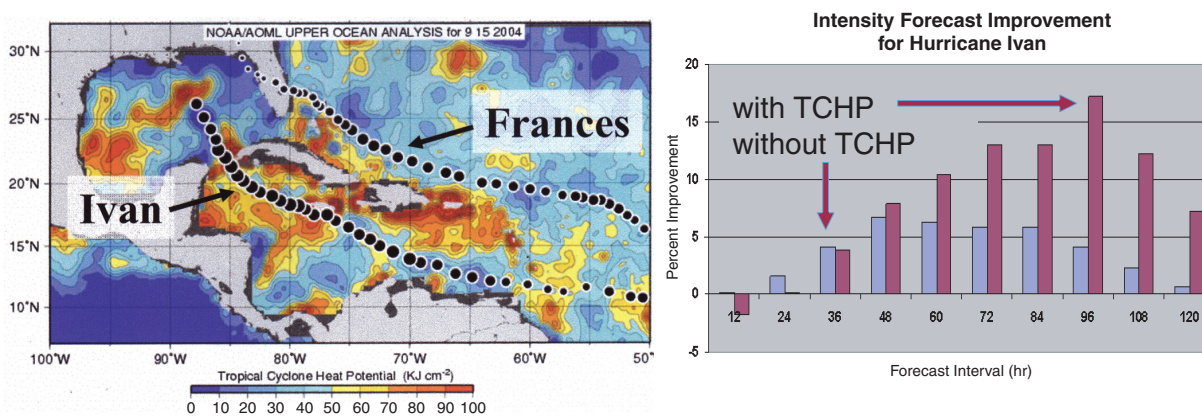 NOAA/AOML UPPER OCEAN ANALYSIS for 9 15 2004
30°N
25°N
20°N
15°N
10°N
Frances
Ivan
100°W 90°W 80°W 70°W 60°W 50°
Tropical Cyclone Heat Potential (KJ cm⁻²)
0 10 20 30 40 50 60 70 80 90 100
Intensity Forecast Improvement
for Hurricane Ivan
20
15
10
5
0
-5
Percent Improvement
with TCHP
without TCHP
12 24 36 48 60 72 84 96 108 120
Forecast Interval (hr)